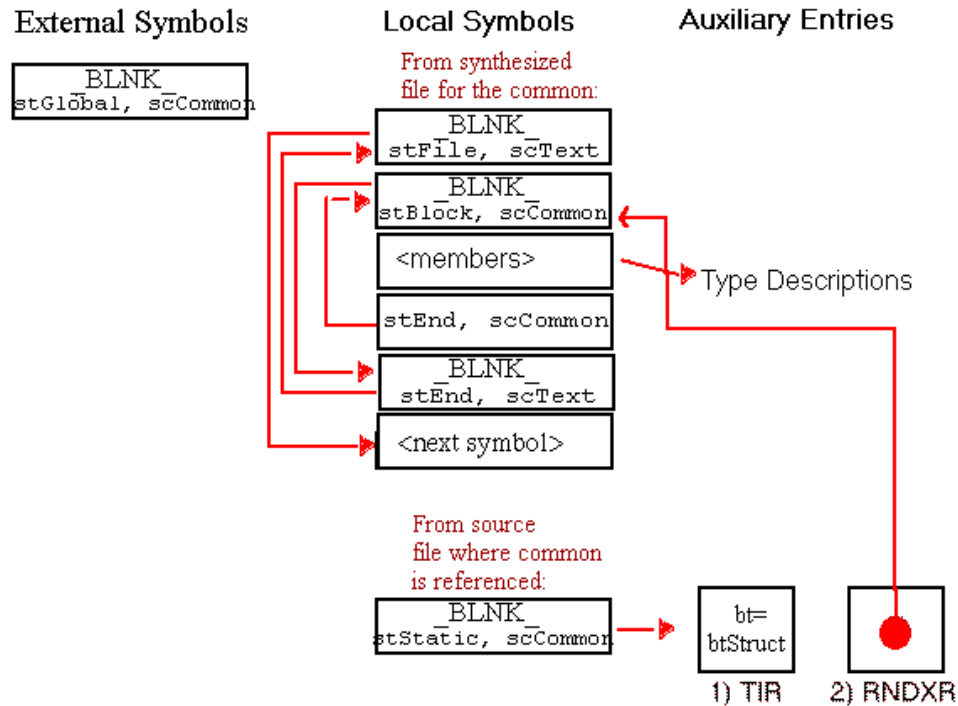 External Symbols
Local Symbols
Auxiliary Entries
_BLNK_
stGlobal, scCommon
From synthesized
file for the common:
_BLNK_
stFile, scText
_BLNK_
stBlock, scCommon
<members>
Type Descriptions
stEnd, scCommon
_BLNK_
stEnd, scText
<next symbol>
From source
file where common
is referenced:
_BLNK_
stStatic, scCommon
bt=
btStruct
1) TIR
2) RNDXR